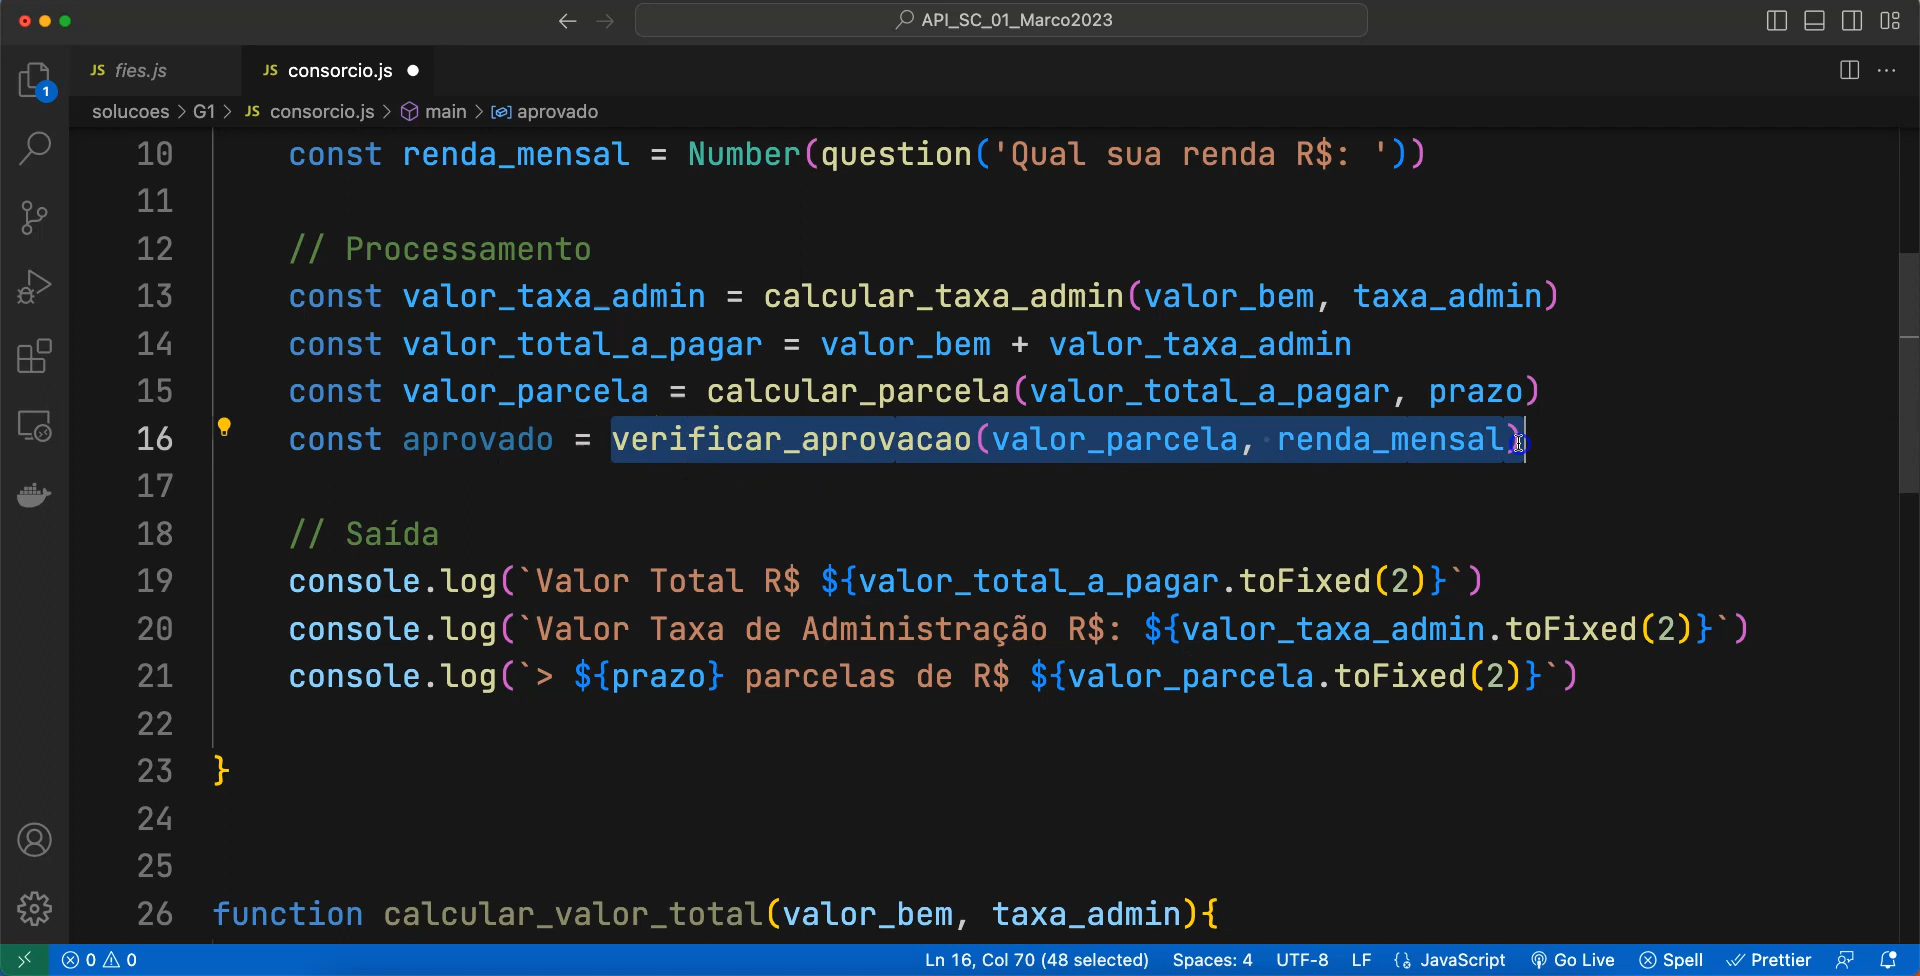 API_SC_01_Marco2023
JS fies.js
JS consorcio.js
1
solucoes > G1 > JS consorcio.js > main > aprovado
10 const renda_mensal = Number(question('Qual sua renda R$: '))
11
12 // Processamento
13 const valor_taxa_admin = calcular_taxa_admin(valor_bem, taxa_admin)
14 const valor_total_a_pagar = valor_bem + valor_taxa_admin
15 const valor_parcela = calcular_parcela(valor_total_a_pagar, prazo)
16 const aprovado = verificar_aprovacao(valor_parcela, renda_mensal)
17
18 // Saída
19 console.log(`Valor Total R$ ${valor_total_a_pagar.toFixed(2)}`)
20 console.log(`Valor Taxa de Administração R$: ${valor_taxa_admin.toFixed(2)}`)
21 console.log(`> ${prazo} parcelas de R$ ${valor_parcela.toFixed(2)}`)
22
23 }
24
25
26 function calcular_valor_total(valor_bem, taxa_admin){
0 0 Ln 16, Col 70 (48 selected) Spaces: 4 UTF-8 LF JavaScript Go Live Spell Prettier